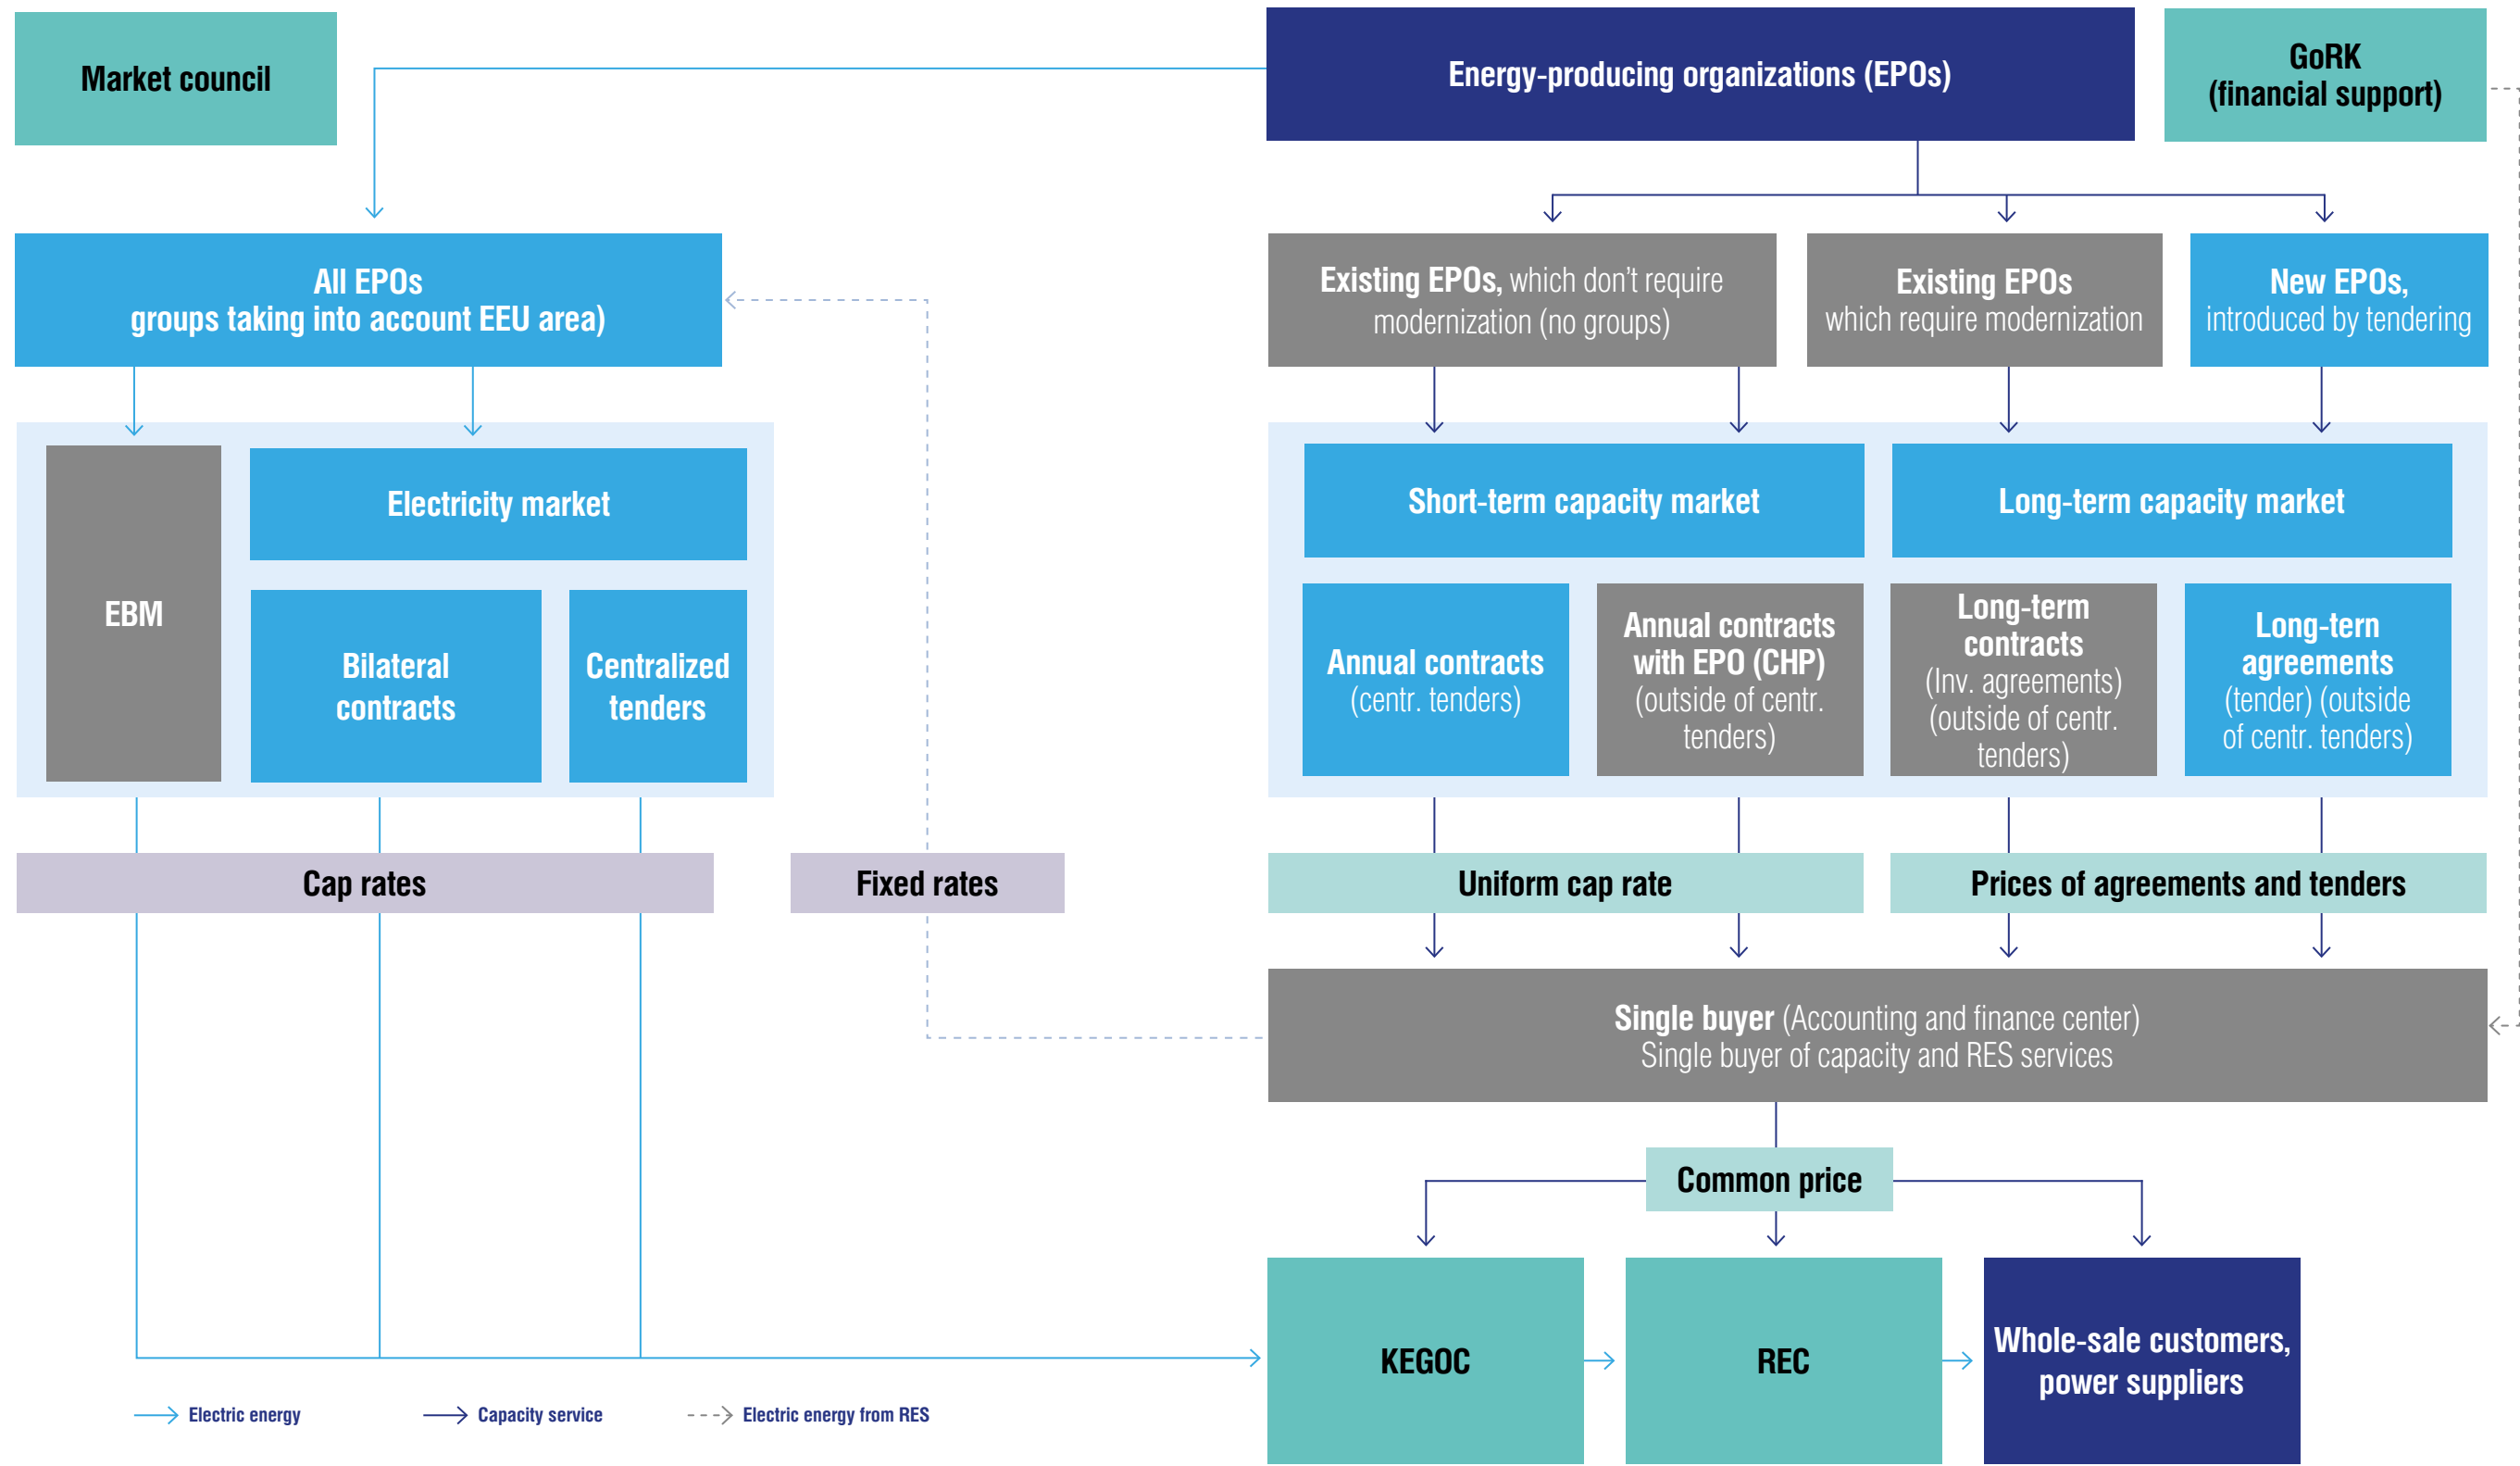 Market council
Energy-producing organizations (EPOs)
GoRK
(financial support)
All EPOs
groups taking into account EEU area)
Existing EPOs, which don't require
modernization (no groups)
Existing EPOs
which require modernization
New EPOs,
introduced by tendering
EBM
Electricity market
Bilateral
contracts
Centralized
tenders
Short-term capacity market
Long-term capacity market
Annual contracts
(centr. tenders)
Annual contracts
with EPO (CHP)
(outside of centr.
tenders)
Long-term
contracts
(Inv. agreements)
(outside of centr.
tenders)
Long-tern
agreements
(tender) (outside
of centr. tenders)
Cap rates
Fixed rates
Uniform cap rate
Prices of agreements and tenders
Single buyer (Accounting and finance center)
Single buyer of capacity and RES services
Common price
KEGOC
REC
Whole-sale customers,
power suppliers
Electric energy
Capacity service
Electric energy from RES